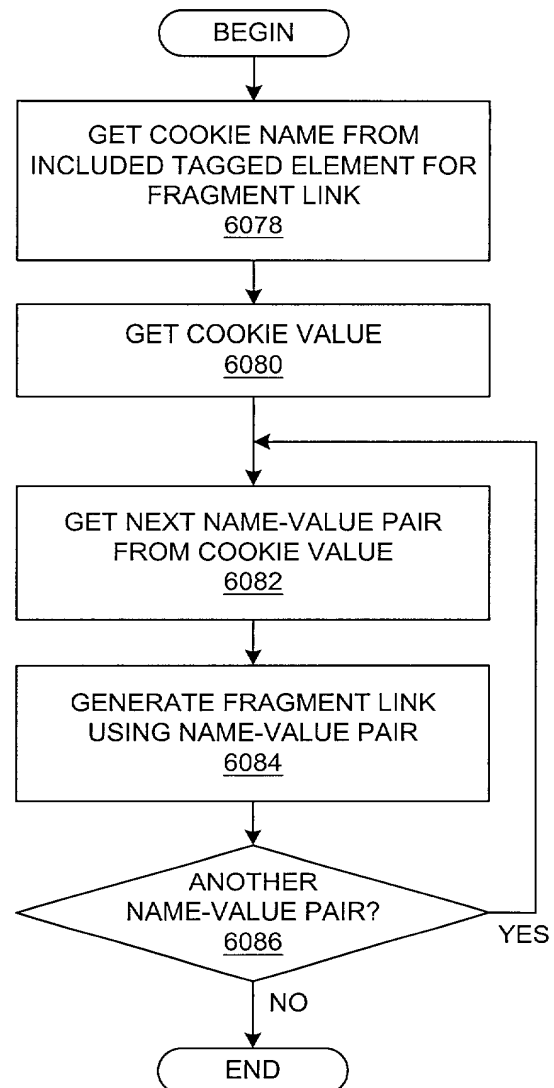 BEGIN
GET COOKIE NAME FROM
INCLUDED TAGGED ELEMENT FOR
FRAGMENT LINK
6078
GET COOKIE VALUE
6080
GET NEXT NAME-VALUE PAIR
FROM COOKIE VALUE
6082
GENERATE FRAGMENT LINK
USING NAME-VALUE PAIR
6084
ANOTHER
NAME-VALUE PAIR?
6086
YES
NO
END